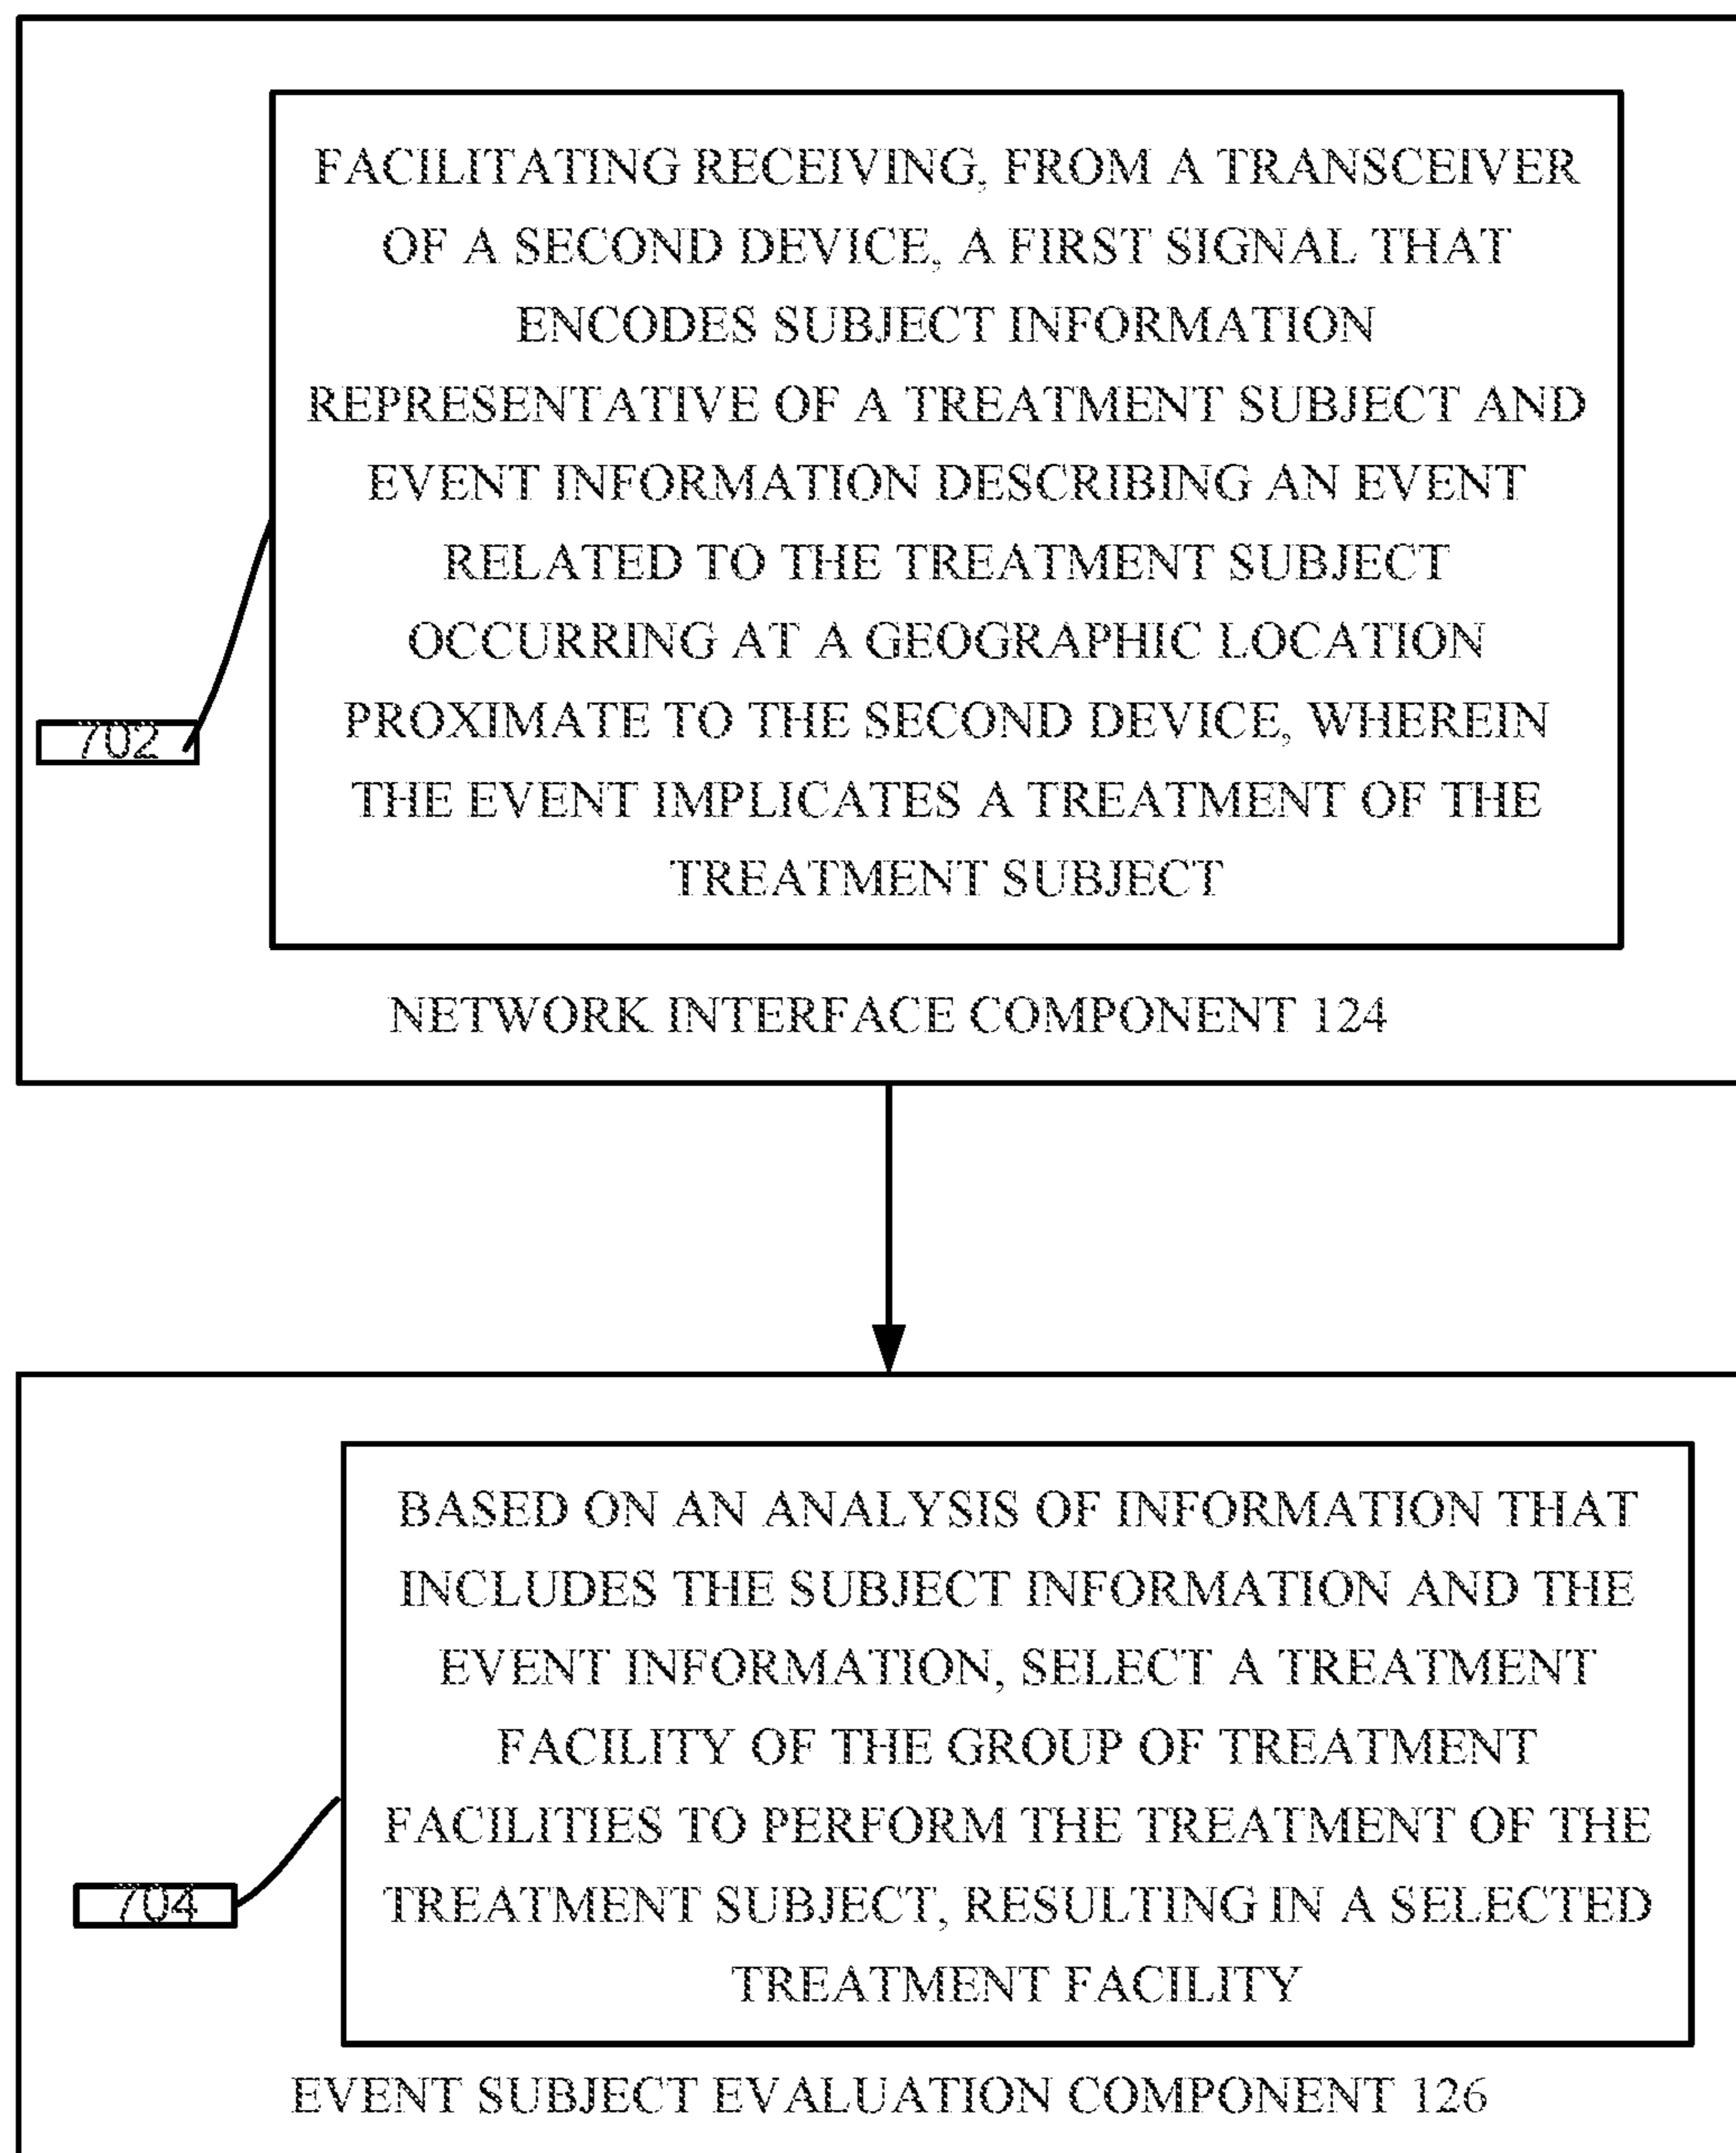 FACILITATING RECEIVING, FROM A TRANSCEIVER
OF A SECOND DEVICE, A FIRST SIGNAL THAT
ENCODES SUBJECT INFORMATION
REPRESENTATIVE OF A TREATMENT SUBJECT AND
EVENT INFORMATION DESCRIBING AN EVENT
RELATED TO THE TREATMENT SUBJECT
OCCURRING AT A GEOGRAPHIC LOCATION
PROXIMATE TO THE SECOND DEVICE, WHEREIN
THE EVENT IMPLICATES A TREATMENT OF THE
TREATMENT SUBJECT
702
NETWORK INTERFACE COMPONENT 124
BASED ON AN ANALYSIS OF INFORMATION THAT
INCLUDES THE SUBJECT INFORMATION AND THE
EVENT INFORMATION, SELECT A TREATMENT
FACILITY OF THE GROUP OF TREATMENT
FACILITIES TO PERFORM THE TREATMENT OF THE
TREATMENT SUBJECT, RESULTING IN A SELECTED
TREATMENT FACILITY
704
EVENT SUBJECT EVALUATION COMPONENT 126